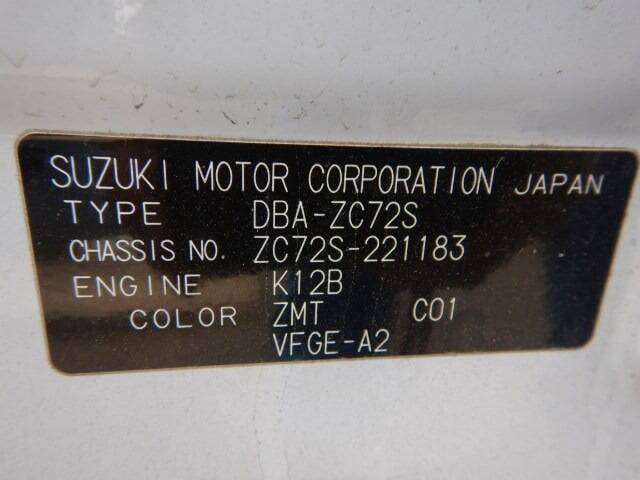 SUZUKI MOTOR CORPORATION JAPAN
TYPE DBA-ZC72S
CHASSIS NO. ZC72S-221183
ENGINE K12B
COLOR ZMT C01
VFGE-A2